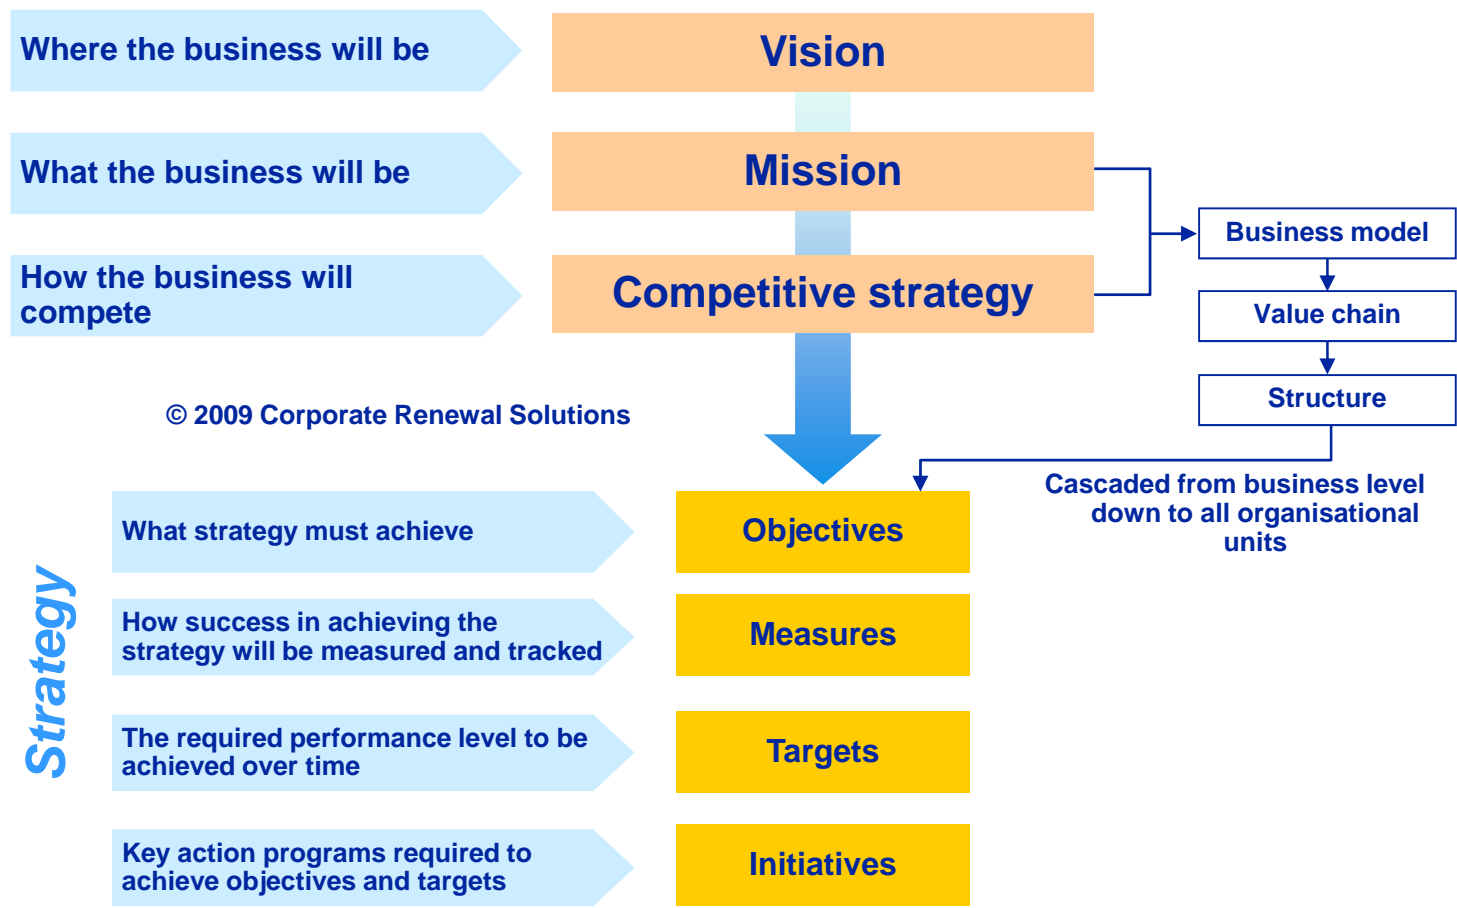 Where the business will be
Vision
What the business will be
Mission
How the business will
compete
Competitive strategy
Business model
Value chain
Structure
© 2009 Corporate Renewal Solutions
Cascaded from business level
down to all organisational
units
Strategy
What strategy must achieve
Objectives
How success in achieving the
strategy will be measured and tracked
Measures
The required performance level to be
achieved over time
Targets
Key action programs required to
achieve objectives and targets
Initiatives